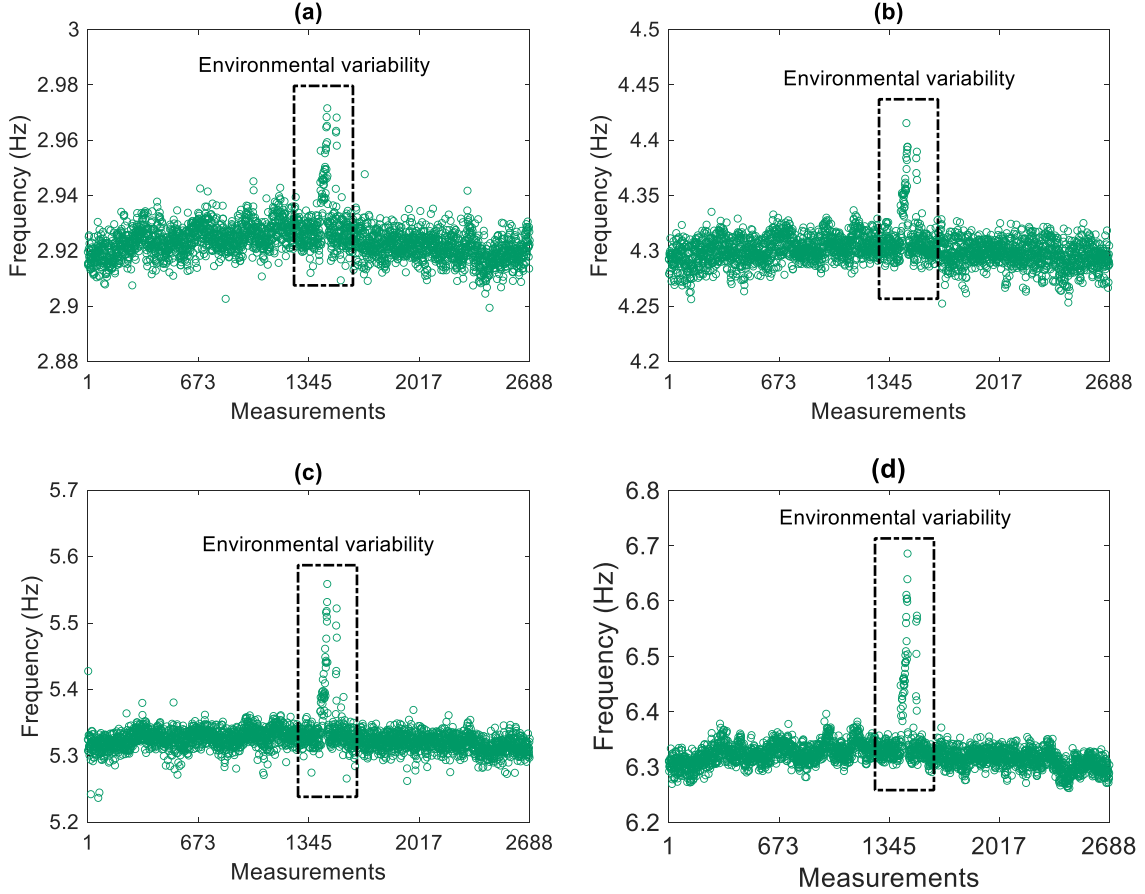 (a)
3
2.98
2.96
2.94
2.92
2.9
2.88
Frequency (Hz)
Environmental variability
1 673 1345 2017 2688
Measurements
(b)
4.5
4.45
4.4
4.35
4.3
4.25
4.2
Frequency (Hz)
Environmental variability
1 673 1345 2017 2688
Measurements
(c)
5.7
5.6
5.5
5.4
5.3
5.2
Frequency (Hz)
Environmental variability
1 673 1345 2017 2688
Measurements
(d)
6.8
6.7
6.6
6.5
6.4
6.3
6.2
Frequency (Hz)
Environmental variability
1 673 1345 2017 2688
Measurements